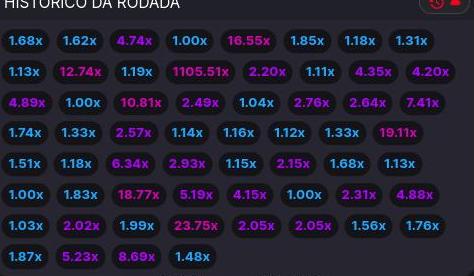 HISTÓRICO DA RODADA
1.68x 1.62x 4.74x 1.00x 16.55x 1.85x 1.18x 1.31x
1.13x 12.74x 1.19x 1105.51x 2.20x 1.11x 4.35x 4.20x
4.89x 1.00x 10.81x 2.49x 1.04x 2.76x 2.64x 7.41x
1.74x 1.33x 2.57x 1.14x 1.16x 1.12x 1.33x 19.11x
1.51x 1.18x 6.34x 2.93x 1.15x 2.15x 1.68x 1.13x
1.00x 1.83x 18.77x 5.19x 4.15x 1.00x 2.31x 4.88x
1.03x 2.02x 1.99x 23.75x 2.05x 2.05x 1.56x 1.76x
1.87x 5.23x 8.69x 1.48x